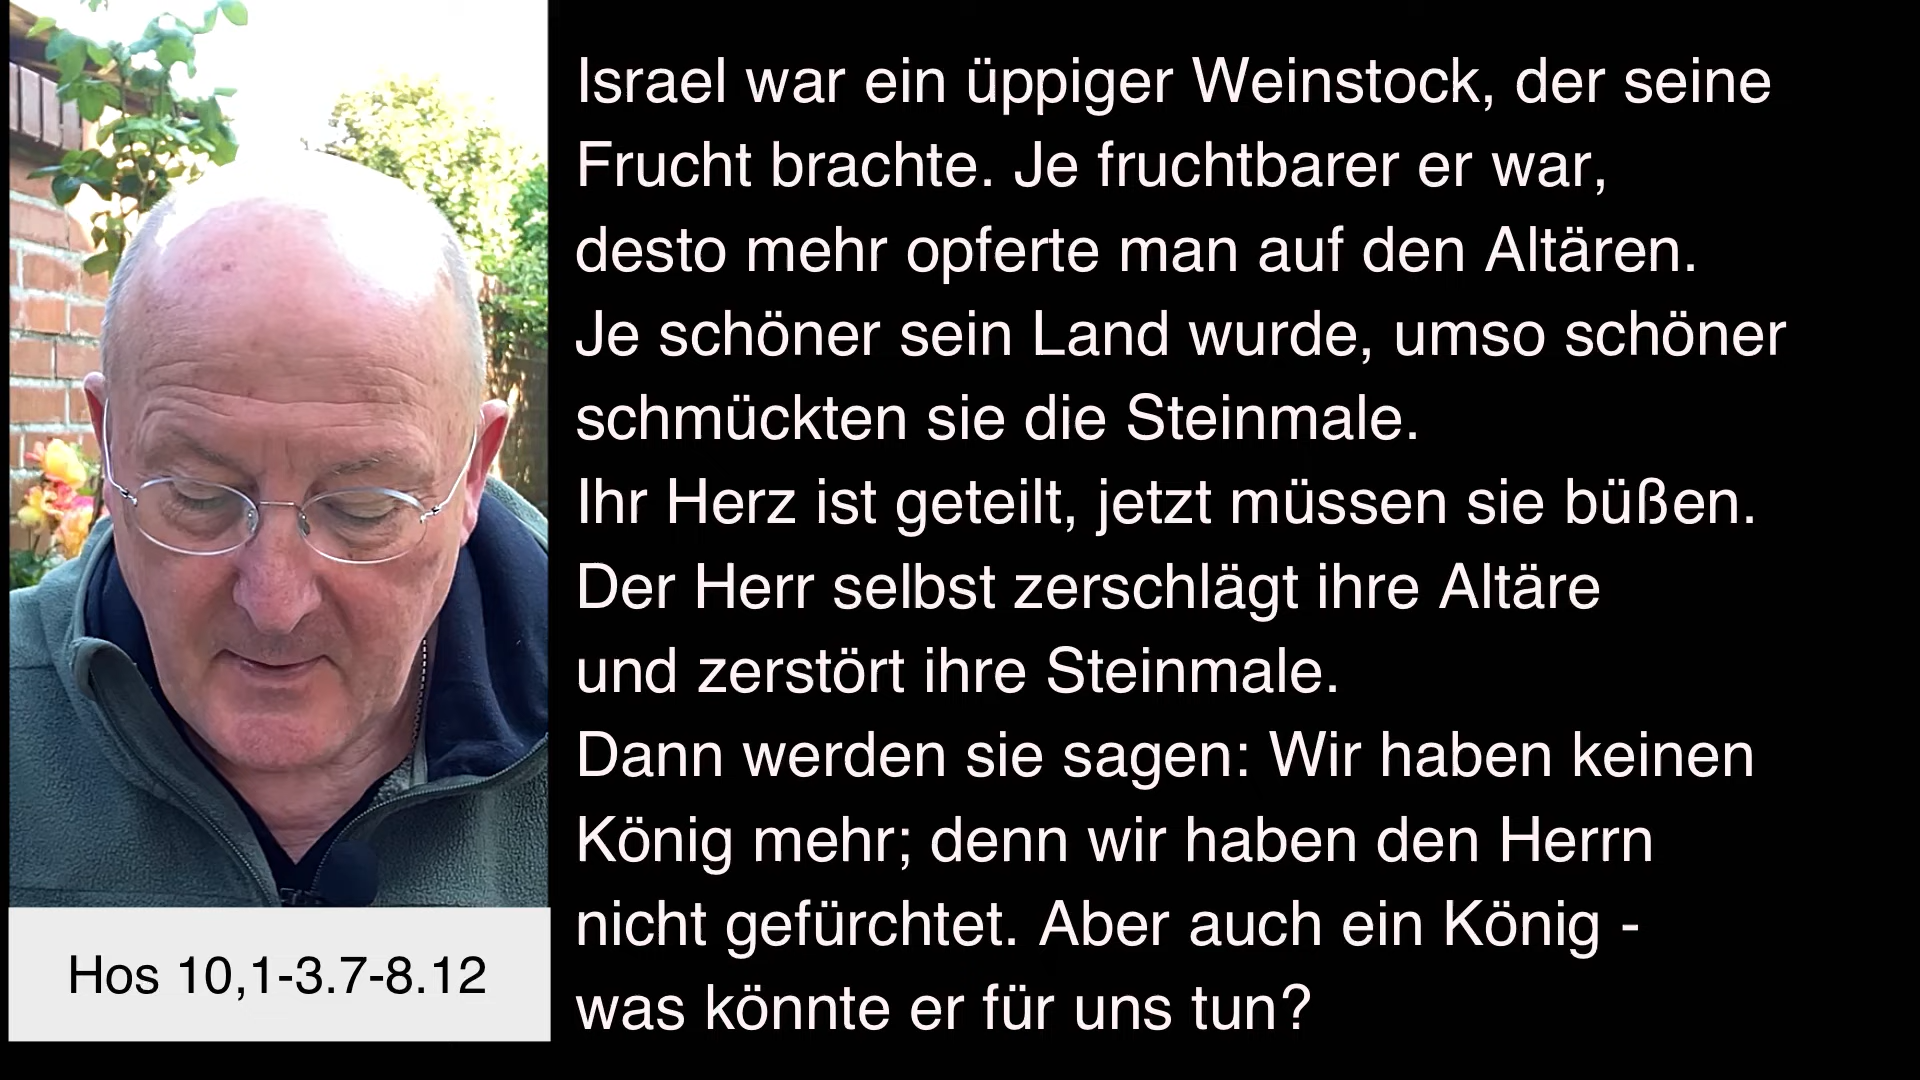 Israel war ein üppiger Weinstock, der seine
Frucht brachte. Je fruchtbarer er war,
desto mehr opferte man auf den Altären.
Je schöner sein Land wurde, umso schöner
schmückten sie die Steinmale.
Ihr Herz ist geteilt, jetzt müssen sie büßen.
Der Herr selbst zerschlägt ihre Altäre
und zerstört ihre Steinmale.
Dann werden sie sagen: Wir haben keinen
König mehr; denn wir haben den Herrn
nicht gefürchtet. Aber auch ein König -
was könnte er für uns tun?
Hos 10,1-3.7-8.12